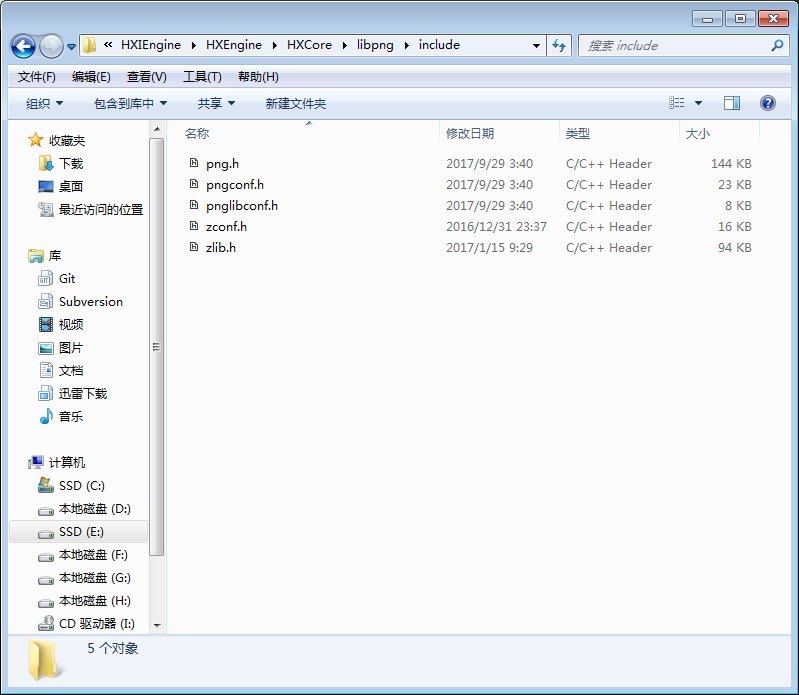 « HXIEngine HXEngine HXCore libpng include 搜索 include
文件(F) 编辑(E) 查看(V) 工具(T) 帮助(H)
组织 包含到库中 共享 新建文件夹
名称 修改日期 类型 大小
png.h 2017/9/29 3:40 C/C++ Header 144 KB
pngconf.h 2017/9/29 3:40 C/C++ Header 23 KB
pnglibconf.h 2017/9/29 3:40 C/C++ Header 8 KB
zconf.h 2016/12/31 23:37 C/C++ Header 16 KB
zlib.h 2017/1/15 9:29 C/C++ Header 94 KB
收藏夹
下载
桌面
最近访问的位置
库
Git
Subversion
视频
图片
文档
迅雷下载
音乐
计算机
SSD (C:)
本地磁盘 (D:)
SSD (E:)
本地磁盘 (F:)
本地磁盘 (G:)
本地磁盘 (H:)
CD 驱动器 (I:)
5 个对象